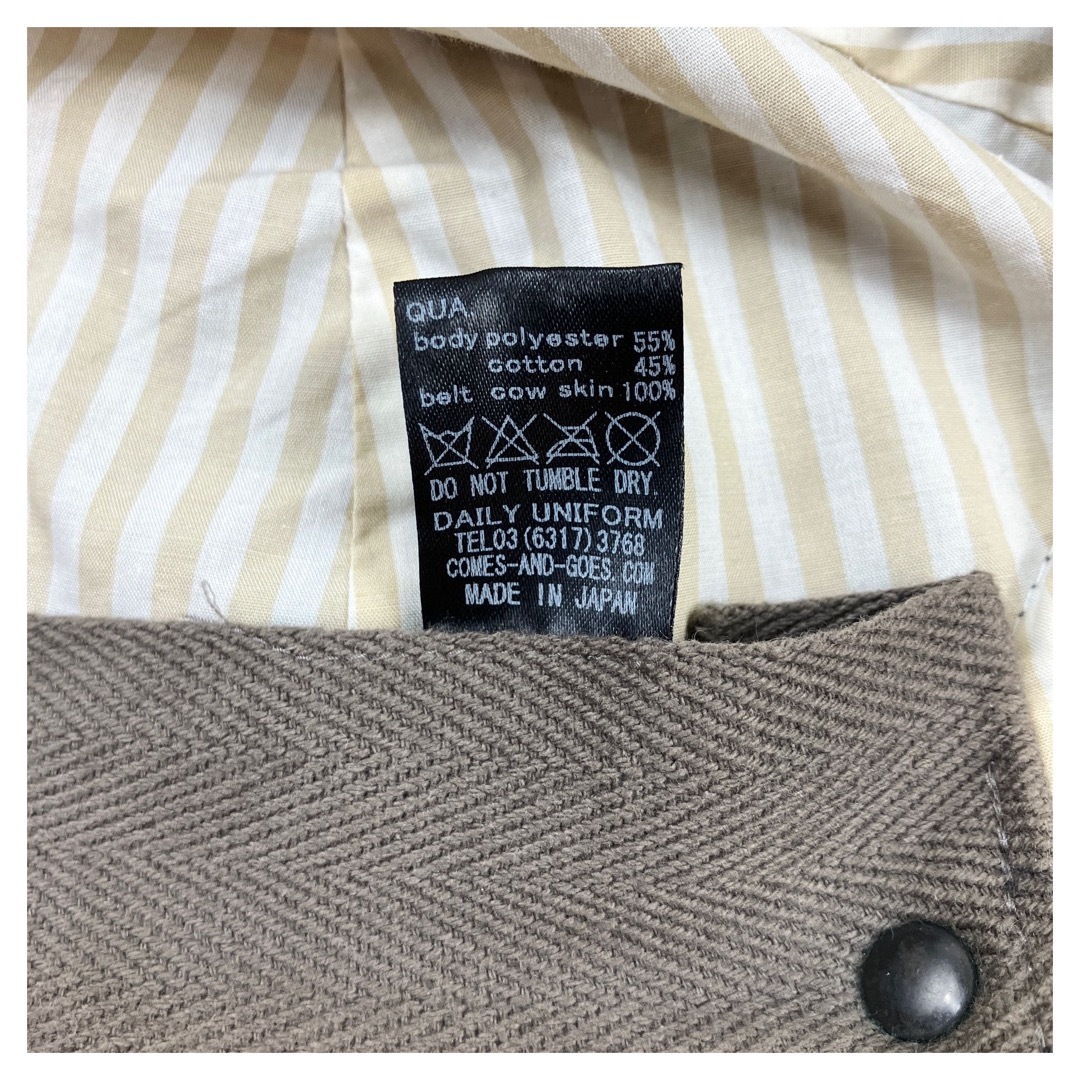 QUA.
body polyester 55%
cotton 45%
belt cow skin 100%
DO NOT TUMBLE DRY.
DAILY UNIFORM
TEL03(6317)3768
COMES-AND-GOES.COM
MADE IN JAPAN